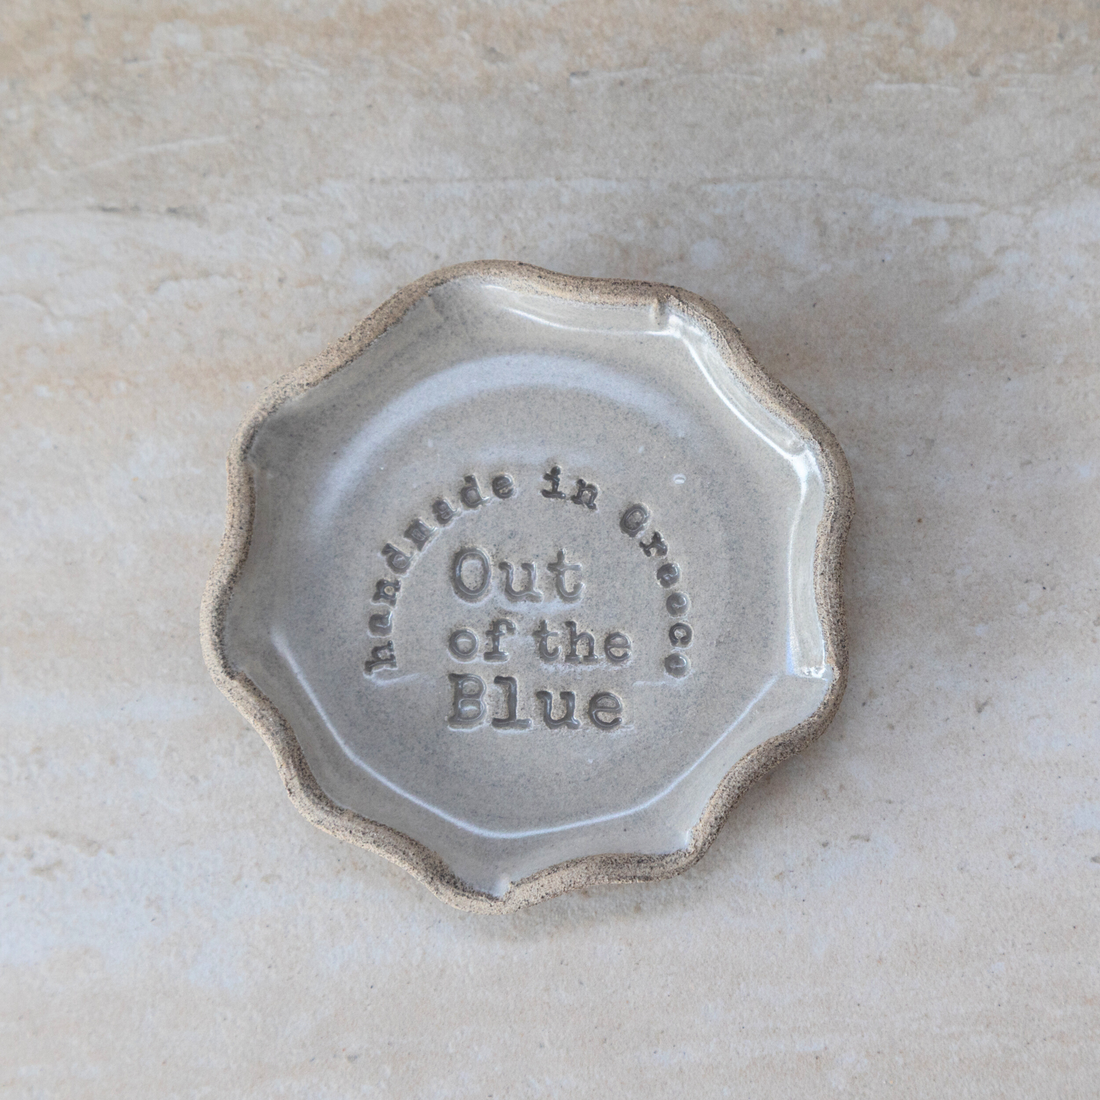 handmade in Greece
Out
of the
Blue